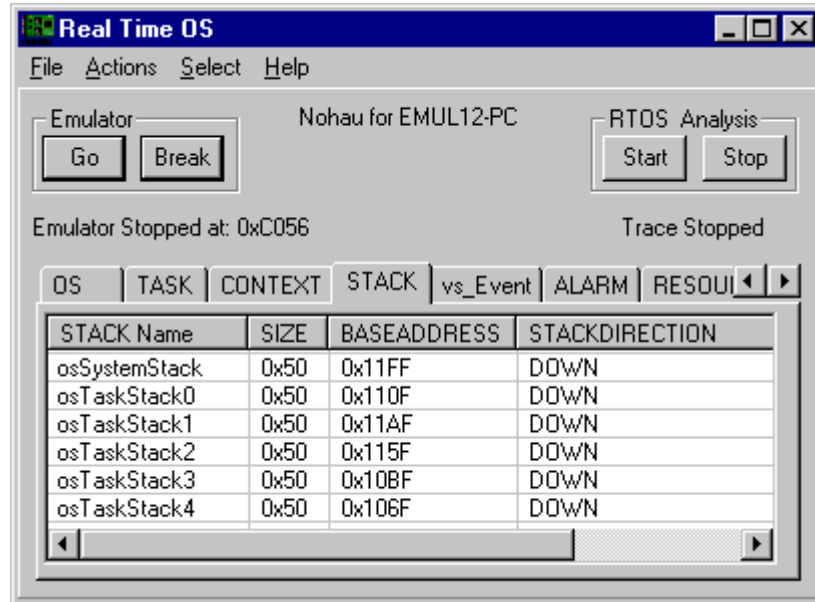 Real Time OS
File Actions Select Help
Emulator
Go Break
Nohau for EMUL12-PC
RTOS Analysis
Start Stop
Emulator Stopped at: 0xC056
Trace Stopped
OS TASK CONTEXT STACK vs_Event ALARM RESOU
STACK Name SIZE BASEADDRESS STACKDIRECTION
osSystemStack 0x50 0x11FF DOWN
osTaskStack0 0x50 0x110F DOWN
osTaskStack1 0x50 0x11AF DOWN
osTaskStack2 0x50 0x115F DOWN
osTaskStack3 0x50 0x10BF DOWN
osTaskStack4 0x50 0x106F DOWN